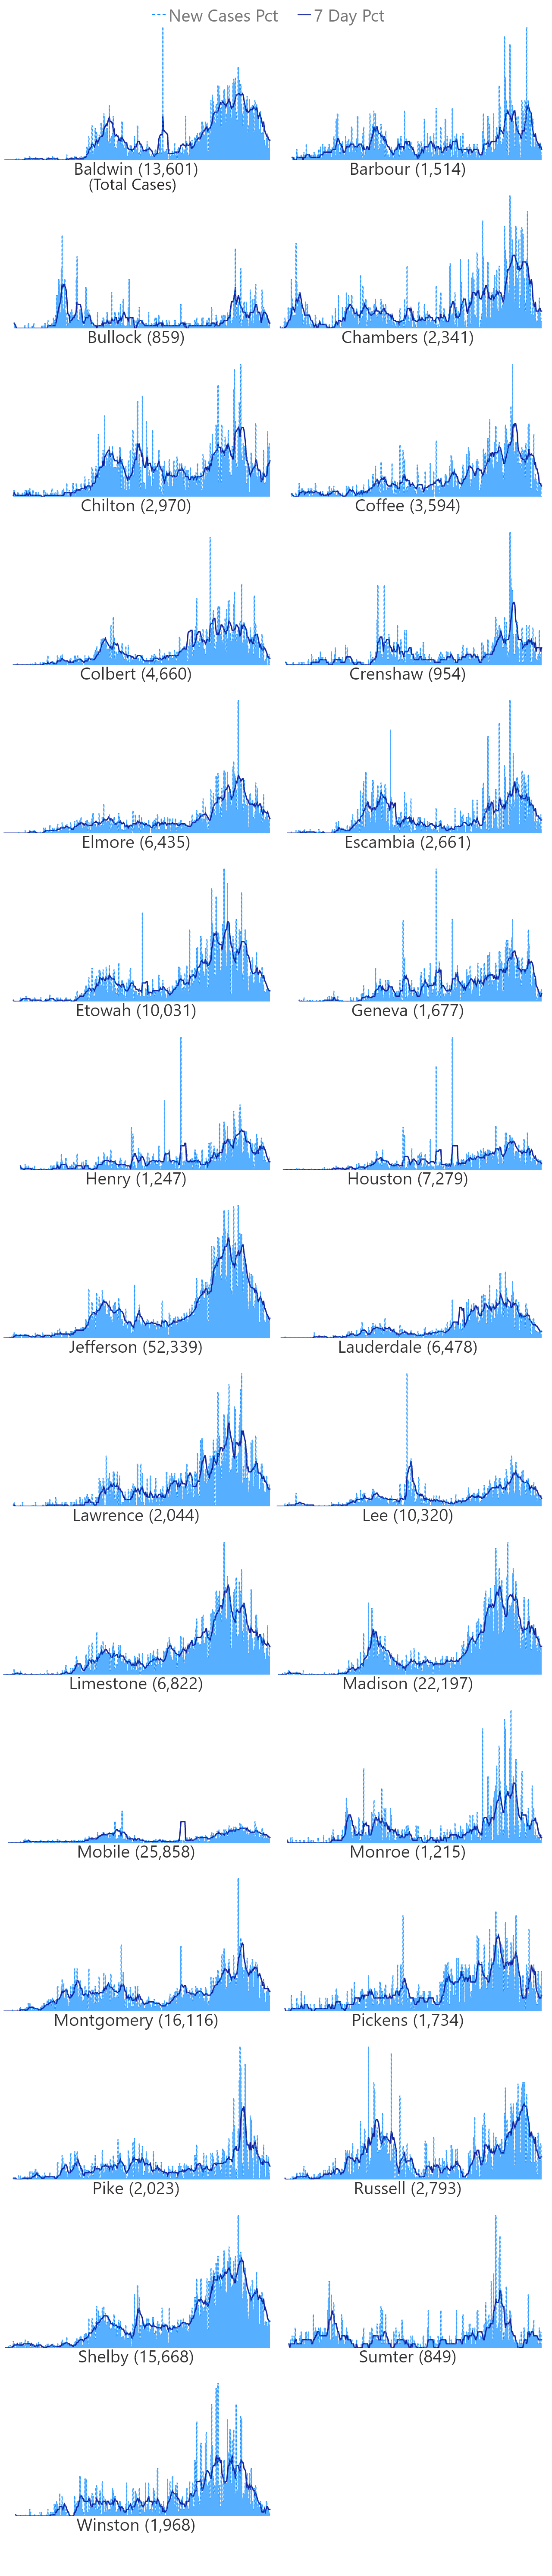 New Cases Pct 7 Day Pct
Baldwin (13,601) Barbour (1,514)
(Total Cases)
Bullock (859) Chambers (2,341)
Chilton (2,970) Coffee (3,594)
Colbert (4,660) Crenshaw (954)
Elmore (6,435) Escambia (2,661)
Etowah (10,031) Geneva (1,677)
Henry (1,247) Houston (7,279)
Jefferson (52,339) Lauderdale (6,478)
Lawrence (2,044) Lee (10,320)
Limestone (6,822) Madison (22,197)
Mobile (25,858) Monroe (1,215)
Montgomery (16,116) Pickens (1,734)
Pike (2,023) Russell (2,793)
Shelby (15,668) Sumter (849)
Winston (1,968)